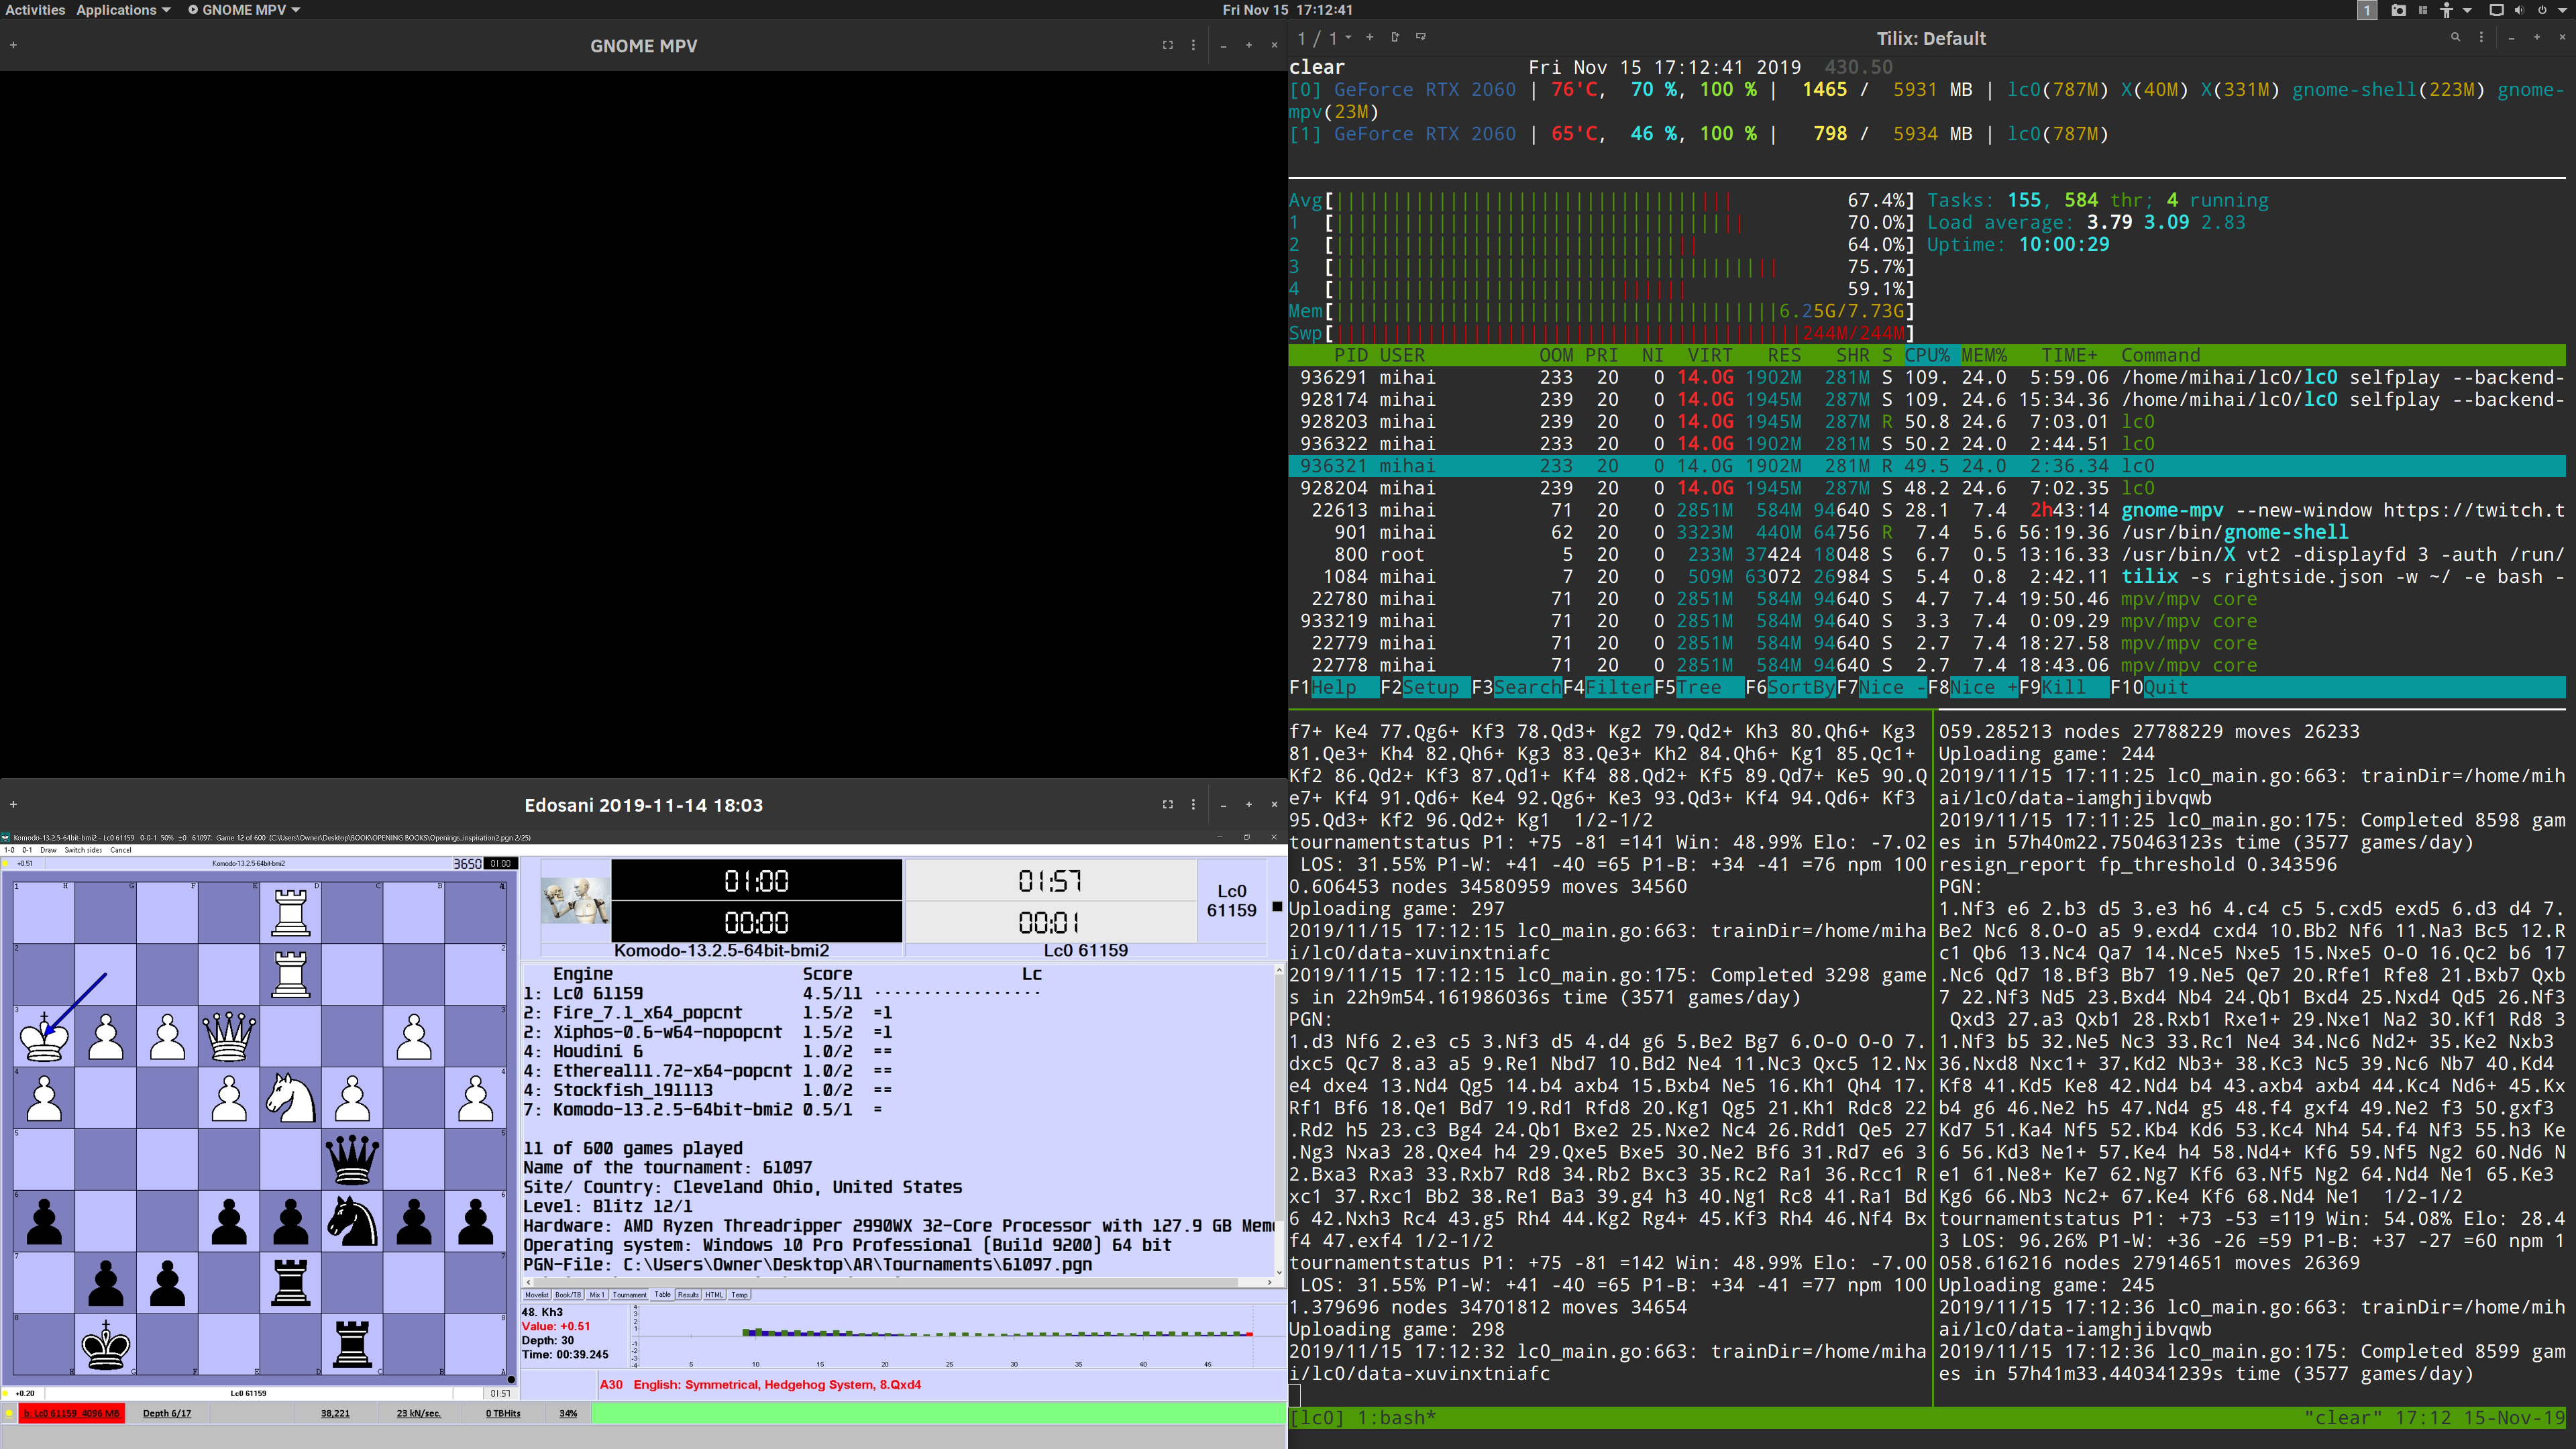 Activities Applications GNOME MPV Fri Nov 15 17:12:41 1
GNOME MPV
Edosani 2019-11-14 18:03
Komodo-13.2.5-64bit-bmi2 - Lc0 61159 0-0-1 50% ±0 61097: Game 12 of 600 (C:\Users\Owner\Desktop\BOOK\OPENING BOOKS\Openings_inspiration2.pgn 2/25)
1-0 0-1 Draw Switch sides Cancel
+0.51 Komodo-13.2.5-64bit-bmi2 3650 01:00
01:00 01:57
00:00 00:01
Lc0
61159
Komodo-13.2.5-64bit-bmi2 Lc0 61159
Engine Score Lc
1: Lc0 61159 4.5/11 - - - - - - - - - - - - - - - - -
2: Fire_7.1_x64_popcnt 1.5/2 =1
2: Xiphos-0.6-w64-nopopcnt 1.5/2 =1
4: Houdini 6 1.0/2 ==
4: Ethereal11.72-x64-popcnt 1.0/2 ==
4: Stockfish_191113 1.0/2 ==
7: Komodo-13.2.5-64bit-bmi2 0.5/1 =
11 of 600 games played
Name of the tournament: 61097
Site/ Country: Cleveland Ohio, United States
Level: Blitz 12/1
Hardware: AMD Ryzen Threadripper 2990WX 32-Core Processor with 127.9 GB Mem
Operating system: Windows 10 Pro Professional (Build 9200) 64 bit
PGN-File: C:\Users\Owner\Desktop\AR\Tournaments\61097.pgn
Movelist Book/TB Mix 1 Tournament Table Results HTML Temp
48. Kh3
Value: +0.51
Depth: 30
Time: 00:39.245
5 10 15 20 25 30 35 40 45
A30 English: Symmetrical, Hedgehog System, 8.Qxd4
+0.20 Lc0 61159 01:57
b: Lc0 61159 4096 MB Depth 6/17 38,221 23 kN/sec. 0 TBHits 34%
1 / 1 Tilix: Default
clear Fri Nov 15 17:12:41 2019 430.50
[0] GeForce RTX 2060 | 76'C, 70 %, 100 % | 1465 / 5931 MB | lc0(787M) X(40M) X(331M) gnome-shell(223M) gnome-
mpv(23M)
[1] GeForce RTX 2060 | 65'C, 46 %, 100 % | 798 / 5934 MB | lc0(787M)
Avg[ 67.4%] Tasks: 155, 584 thr; 4 running
1 [ 70.0%] Load average: 3.79 3.09 2.83
2 [ 64.0%] Uptime: 10:00:29
3 [ 75.7%]
4 [ 59.1%]
Mem[ 6.25G/7.73G]
Swp[ 244M/244M]
PID USER OOM PRI NI VIRT RES SHR S CPU% MEM% TIME+ Command
936291 mihai 233 20 0 14.0G 1902M 281M S 109. 24.0 5:59.06 /home/mihai/lc0/lc0 selfplay --backend-
928174 mihai 239 20 0 14.0G 1945M 287M S 109. 24.6 15:34.36 /home/mihai/lc0/lc0 selfplay --backend-
928203 mihai 239 20 0 14.0G 1945M 287M R 50.8 24.6 7:03.01 lc0
936322 mihai 233 20 0 14.0G 1902M 281M S 50.2 24.0 2:44.51 lc0
936321 mihai 233 20 0 14.0G 1902M 281M R 49.5 24.0 2:36.34 lc0
928204 mihai 239 20 0 14.0G 1945M 287M S 48.2 24.6 7:02.35 lc0
22613 mihai 71 20 0 2851M 584M 94640 S 28.1 7.4 2h43:14 gnome-mpv --new-window https://twitch.t
901 mihai 62 20 0 3323M 440M 64756 R 7.4 5.6 56:19.36 /usr/bin/gnome-shell
800 root 5 20 0 233M 37424 18048 S 6.7 0.5 13:16.33 /usr/bin/X vt2 -displayfd 3 -auth /run/
1084 mihai 7 20 0 509M 63072 26984 S 5.4 0.8 2:42.11 tilix -s rightside.json -w ~/ -e bash -
22780 mihai 71 20 0 2851M 584M 94640 S 4.7 7.4 19:50.46 mpv/mpv core
933219 mihai 71 20 0 2851M 584M 94640 S 3.3 7.4 0:09.29 mpv/mpv core
22779 mihai 71 20 0 2851M 584M 94640 S 2.7 7.4 18:27.58 mpv/mpv core
22778 mihai 71 20 0 2851M 584M 94640 S 2.7 7.4 18:43.06 mpv/mpv core
F1Help F2Setup F3SearchF4FilterF5Tree F6SortByF7Nice -F8Nice +F9Kill F10Quit
f7+ Ke4 77.Qg6+ Kf3 78.Qd3+ Kg2 79.Qd2+ Kh3 80.Qh6+ Kg3
81.Qe3+ Kh4 82.Qh6+ Kg3 83.Qe3+ Kh2 84.Qh6+ Kg1 85.Qc1+
Kf2 86.Qd2+ Kf3 87.Qd1+ Kf4 88.Qd2+ Kf5 89.Qd7+ Ke5 90.Q
e7+ Kf4 91.Qd6+ Ke4 92.Qg6+ Ke3 93.Qd3+ Kf4 94.Qd6+ Kf3
95.Qd3+ Kf2 96.Qd2+ Kg1 1/2-1/2
tournamentstatus P1: +75 -81 =141 Win: 48.99% Elo: -7.02
LOS: 31.55% P1-W: +41 -40 =65 P1-B: +34 -41 =76 npm 100
0.606453 nodes 34580959 moves 34560
Uploading game: 297
2019/11/15 17:12:15 lc0_main.go:663: trainDir=/home/miha
i/lc0/data-xuvinxtniafc
2019/11/15 17:12:15 lc0_main.go:175: Completed 3298 game
s in 22h9m54.161986036s time (3571 games/day)
PGN:
1.d3 Nf6 2.e3 c5 3.Nf3 d5 4.d4 g6 5.Be2 Bg7 6.O-O O-O 7.
dxc5 Qc7 8.a3 a5 9.Re1 Nbd7 10.Bd2 Ne4 11.Nc3 Qxc5 12.Nx
e4 dxe4 13.Nd4 Qg5 14.b4 axb4 15.Bxb4 Ne5 16.Kh1 Qh4 17.
Rf1 Bf6 18.Qe1 Bd7 19.Rd1 Rfd8 20.Kg1 Qg5 21.Kh1 Rdc8 22
.Rd2 h5 23.c3 Bg4 24.Qb1 Bxe2 25.Nxe2 Nc4 26.Rdd1 Qe5 27
.Ng3 Nxa3 28.Qxe4 h4 29.Qxe5 Bxe5 30.Ne2 Bf6 31.Rd7 e6 3
2.Bxa3 Rxa3 33.Rxb7 Rd8 34.Rb2 Bxc3 35.Rc2 Ra1 36.Rcc1 R
xc1 37.Rxc1 Bb2 38.Re1 Ba3 39.g4 h3 40.Ng1 Rc8 41.Ra1 Bd
6 42.Nxh3 Rc4 43.g5 Rh4 44.Kg2 Rg4+ 45.Kf3 Rh4 46.Nf4 Bx
f4 47.exf4 1/2-1/2
tournamentstatus P1: +75 -81 =142 Win: 48.99% Elo: -7.00
LOS: 31.55% P1-W: +41 -40 =65 P1-B: +34 -41 =77 npm 100
1.379696 nodes 34701812 moves 34654
Uploading game: 298
2019/11/15 17:12:32 lc0_main.go:663: trainDir=/home/miha
i/lc0/data-xuvinxtniafc
059.285213 nodes 27788229 moves 26233
Uploading game: 244
2019/11/15 17:11:25 lc0_main.go:663: trainDir=/home/mih
ai/lc0/data-iamghjibvqwb
2019/11/15 17:11:25 lc0_main.go:175: Completed 8598 gam
es in 57h40m22.750463123s time (3577 games/day)
resign_report fp_threshold 0.343596
PGN:
1.Nf3 e6 2.b3 d5 3.e3 h6 4.c4 c5 5.cxd5 exd5 6.d3 d4 7.
Be2 Nc6 8.O-O a5 9.exd4 cxd4 10.Bb2 Nf6 11.Na3 Bc5 12.R
c1 Qb6 13.Nc4 Qa7 14.Nce5 Nxe5 15.Nxe5 O-O 16.Qc2 b6 17
.Nc6 Qd7 18.Bf3 Bb7 19.Ne5 Qe7 20.Rfe1 Rfe8 21.Bxb7 Qxb
7 22.Nf3 Nd5 23.Bxd4 Nb4 24.Qb1 Bxd4 25.Nxd4 Qd5 26.Nf3
Qxd3 27.a3 Qxb1 28.Rxb1 Rxe1+ 29.Nxe1 Na2 30.Kf1 Rd8 3
1.Nf3 b5 32.Ne5 Nc3 33.Rc1 Ne4 34.Nc6 Nd2+ 35.Ke2 Nxb3
36.Nxd8 Nxc1+ 37.Kd2 Nb3+ 38.Kc3 Nc5 39.Nc6 Nb7 40.Kd4
Kf8 41.Kd5 Ke8 42.Nd4 b4 43.axb4 axb4 44.Kc4 Nd6+ 45.Kx
b4 g6 46.Ne2 h5 47.Nd4 g5 48.f4 gxf4 49.Ne2 f3 50.gxf3
Kd7 51.Ka4 Nf5 52.Kb4 Kd6 53.Kc4 Nh4 54.f4 Nf3 55.h3 Ke
6 56.Kd3 Ne1+ 57.Ke4 h4 58.Nd4+ Kf6 59.Nf5 Ng2 60.Nd6 N
e1 61.Ne8+ Ke7 62.Ng7 Kf6 63.Nf5 Ng2 64.Nd4 Ne1 65.Ke3
Kg6 66.Nb3 Nc2+ 67.Ke4 Kf6 68.Nd4 Ne1 1/2-1/2
tournamentstatus P1: +73 -53 =119 Win: 54.08% Elo: 28.4
3 LOS: 96.26% P1-W: +36 -26 =59 P1-B: +37 -27 =60 npm 1
058.616216 nodes 27914651 moves 26369
Uploading game: 245
2019/11/15 17:12:36 lc0_main.go:663: trainDir=/home/mih
ai/lc0/data-iamghjibvqwb
2019/11/15 17:12:36 lc0_main.go:175: Completed 8599 gam
es in 57h41m33.440341239s time (3577 games/day)
[lc0] 1:bash* "clear" 17:12 15-Nov-19